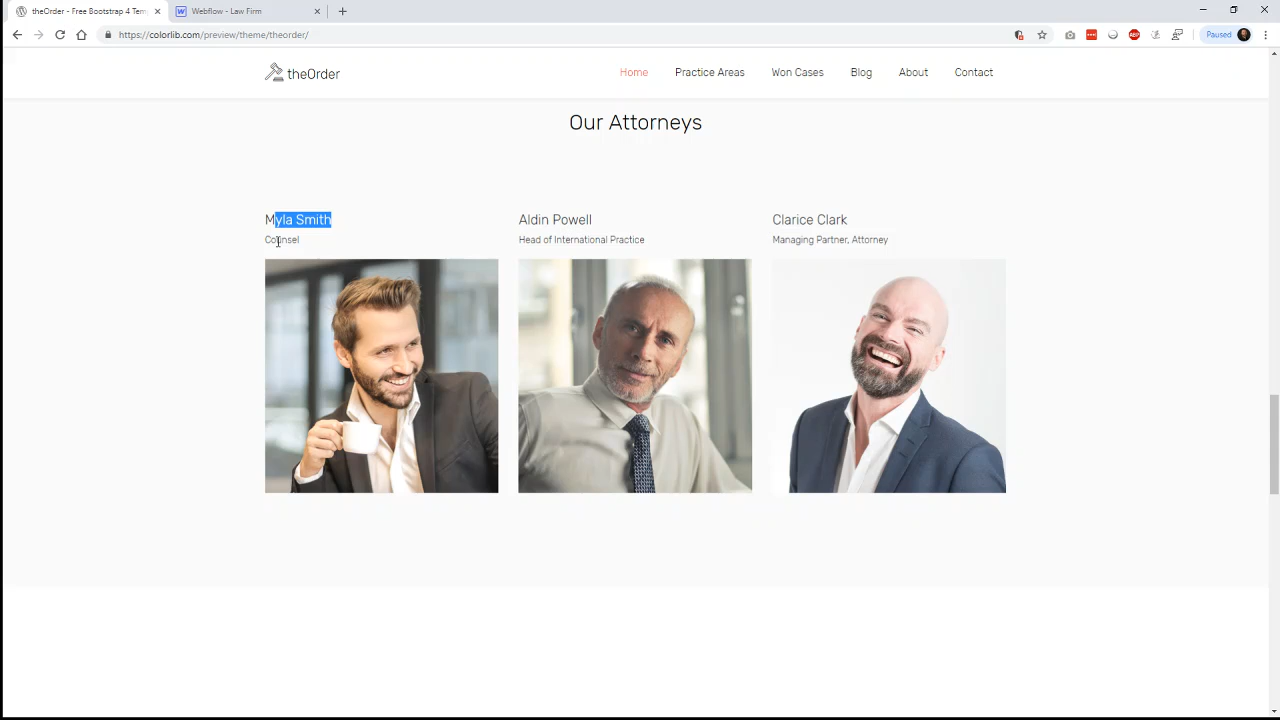 theOrder - Free Bootstrap 4 Tem
Webflow - Law Firm
https://colorlib.com/preview/theme/theorder/
ABP
Paused
theOrder
Home
Practice Areas
Won Cases
Blog
About
Contact
Our Attorneys
Myla Smith
Counsel
Aldin Powell
Head of International Practice
Clarice Clark
Managing Partner, Attorney